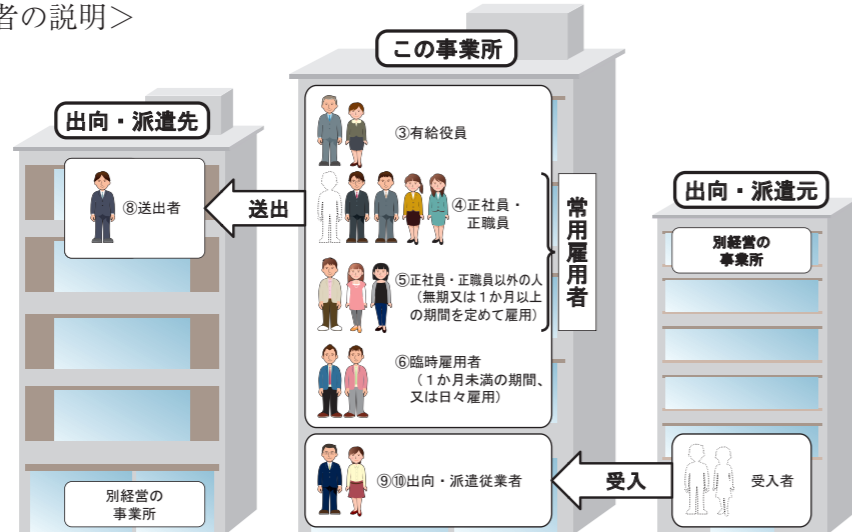 者の説明＞
この事業所
出向・派遣先
③有給役員
⑧送出者
送出
④正社員・
正職員
常用雇用者
出向・派遣元
別経営の
事業所
⑤正社員・正職員以外の人
（無期又は１か月以上
の期間を定めて雇用）
⑥臨時雇用者
（１か月未満の期間、
又は日々雇用）
⑨⑩出向・派遣従業者
受入
受入者
別経営の
事業所